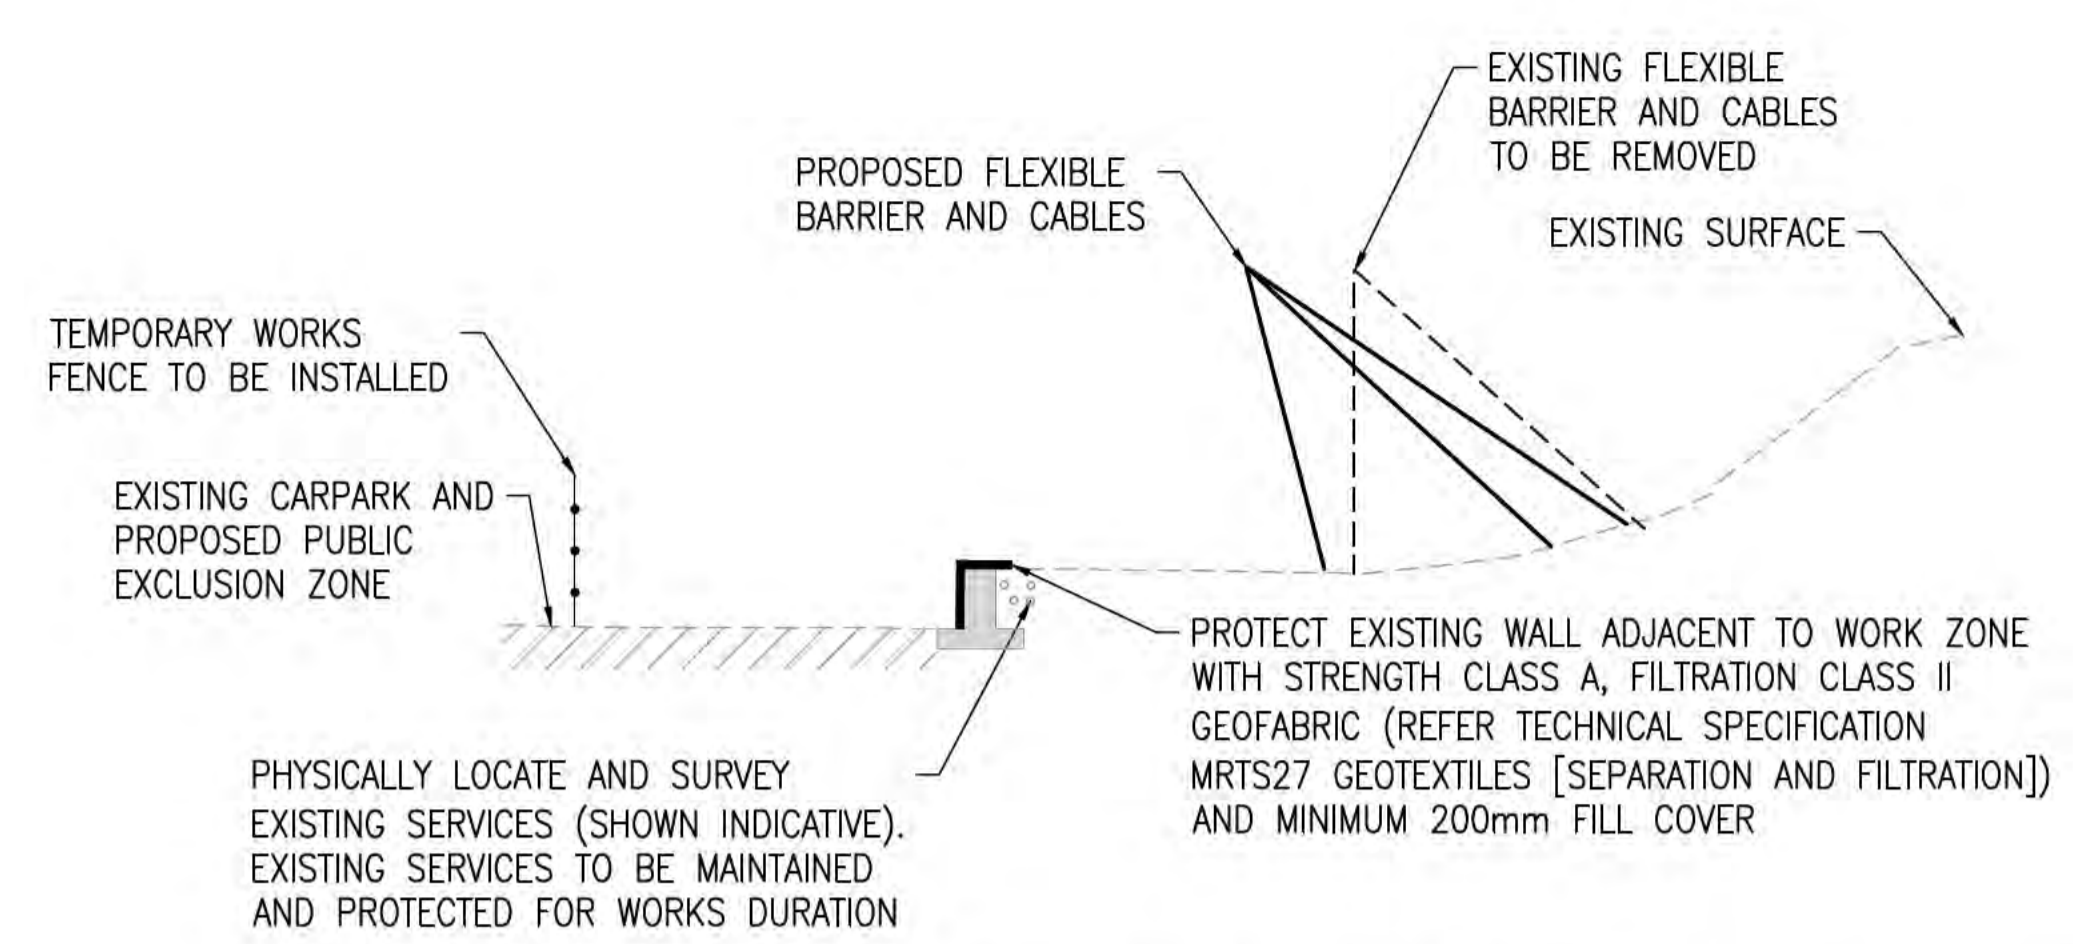 EXISTING FLEXIBLE
BARRIER AND CABLES
TO BE REMOVED
PROPOSED FLEXIBLE
BARRIER AND CABLES
EXISTING SURFACE
TEMPORARY WORKS
FENCE TO BE INSTALLED
EXISTING CARPARK AND
PROPOSED PUBLIC
EXCLUSION ZONE
PROTECT EXISTING WALL ADJACENT TO WORK ZONE
WITH STRENGTH CLASS A, FILTRATION CLASS II
GEOFABRIC (REFER TECHNICAL SPECIFICATION
MRTS27 GEOTEXTILES [SEPARATION AND FILTRATION])
AND MINIMUM 200mm FILL COVER
PHYSICALLY LOCATE AND SURVEY
EXISTING SERVICES (SHOWN INDICATIVE).
EXISTING SERVICES TO BE MAINTAINED
AND PROTECTED FOR WORKS DURATION